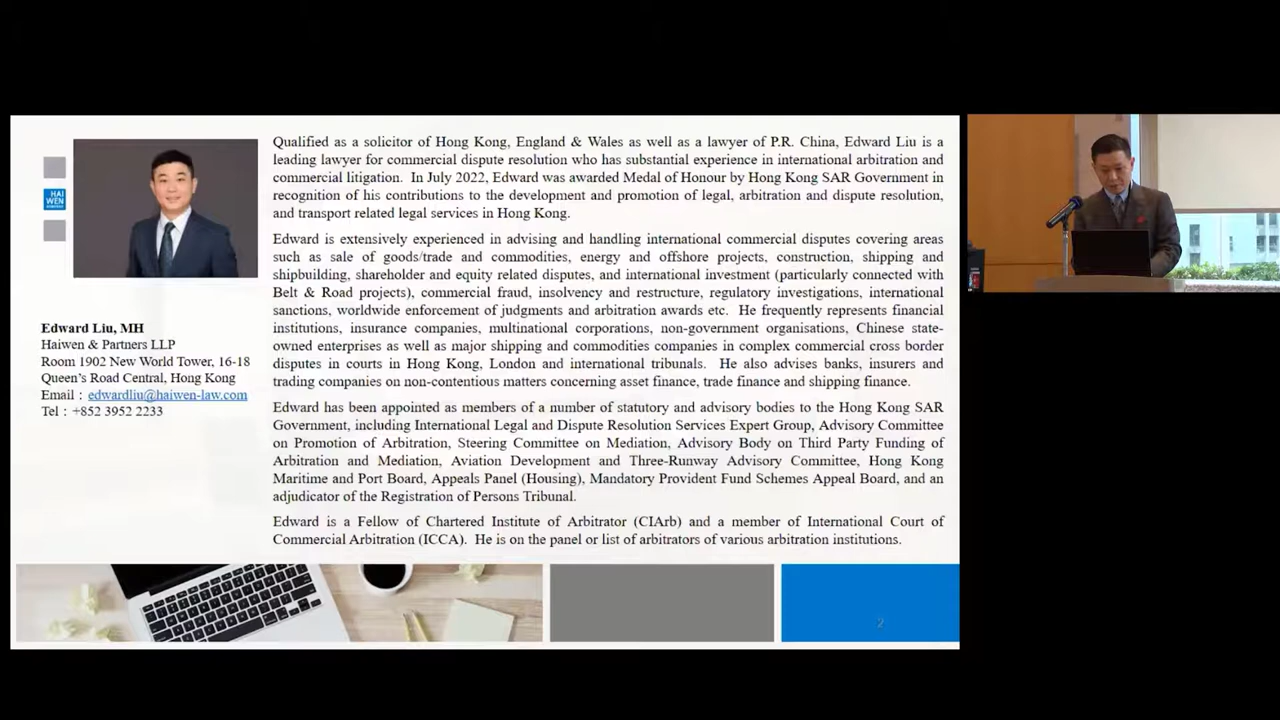 Qualified as a solicitor of Hong Kong, England & Wales as well as a lawyer of P.R. China, Edward Liu is a
leading lawyer for commercial dispute resolution who has substantial experience in international arbitration and
commercial litigation. In July 2022, Edward was awarded Medal of Honour by Hong Kong SAR Government in
recognition of his contributions to the development and promotion of legal, arbitration and dispute resolution,
and transport related legal services in Hong Kong.
Edward is extensively experienced in advising and handling international commercial disputes covering areas
such as sale of goods/trade and commodities, energy and offshore projects, construction, shipping and
shipbuilding, shareholder and equity related disputes, and international investment (particularly connected with
Belt & Road projects), commercial fraud, insolvency and restructure, regulatory investigations, international
sanctions, worldwide enforcement of judgments and arbitration awards etc. He frequently represents financial
institutions, insurance companies, multinational corporations, non-government organisations, Chinese state-
owned enterprises as well as major shipping and commodities companies in complex commercial cross border
disputes in courts in Hong Kong, London and international tribunals. He also advises banks, insurers and
trading companies on non-contentious matters concerning asset finance, trade finance and shipping finance.
Edward has been appointed as members of a number of statutory and advisory bodies to the Hong Kong SAR
Government, including International Legal and Dispute Resolution Services Expert Group, Advisory Committee
on Promotion of Arbitration, Steering Committee on Mediation, Advisory Body on Third Party Funding of
Arbitration and Mediation, Aviation Development and Three-Runway Advisory Committee, Hong Kong
Maritime and Port Board, Appeals Panel (Housing), Mandatory Provident Fund Schemes Appeal Board, and an
adjudicator of the Registration of Persons Tribunal.
Edward is a Fellow of Chartered Institute of Arbitrator (CIArb) and a member of International Court of
Commercial Arbitration (ICCA). He is on the panel or list of arbitrators of various arbitration institutions.
HAI
WEN
Edward Liu, MH
Haiwen & Partners LLP
Room 1902 New World Tower, 16-18
Queen's Road Central, Hong Kong
Email : edwardliu@haiwen-law.com
Tel : +852 3952 2233
2